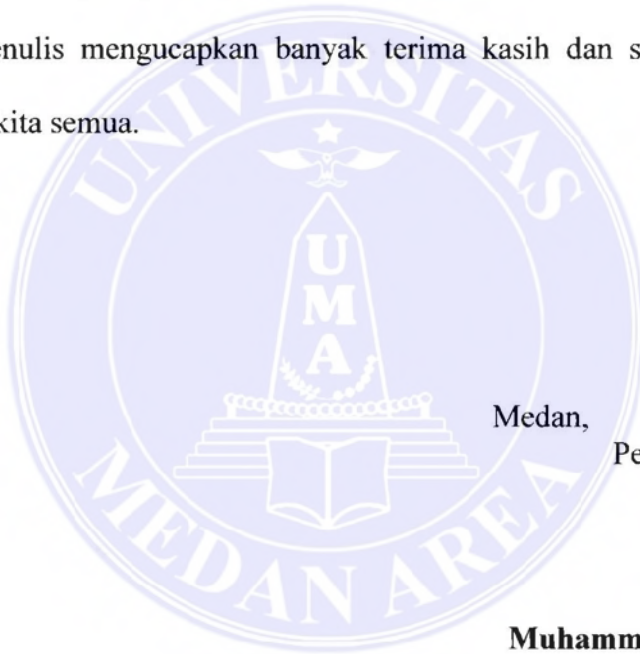 enulis mengucapkan banyak terima kasih dan s
kita semua.
UNIVERSITAS
UMA
Medan,
Pe
MEDAN AREA
Muhamm